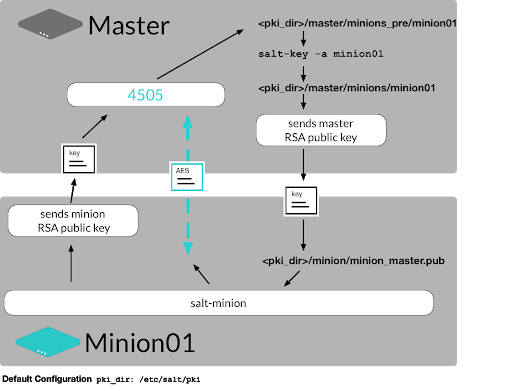 Master
<pki_dir>/master/minions_pre/minion01
salt-key -a minion01
<pki_dir>/master/minions/minion01
4505
sends master
RSA public key
key
AES
key
sends minion
RSA public key
<pki_dir>/minion/minion_master.pub
salt-minion
Minion01
Default Configuration pki_dir: /etc/salt/pki